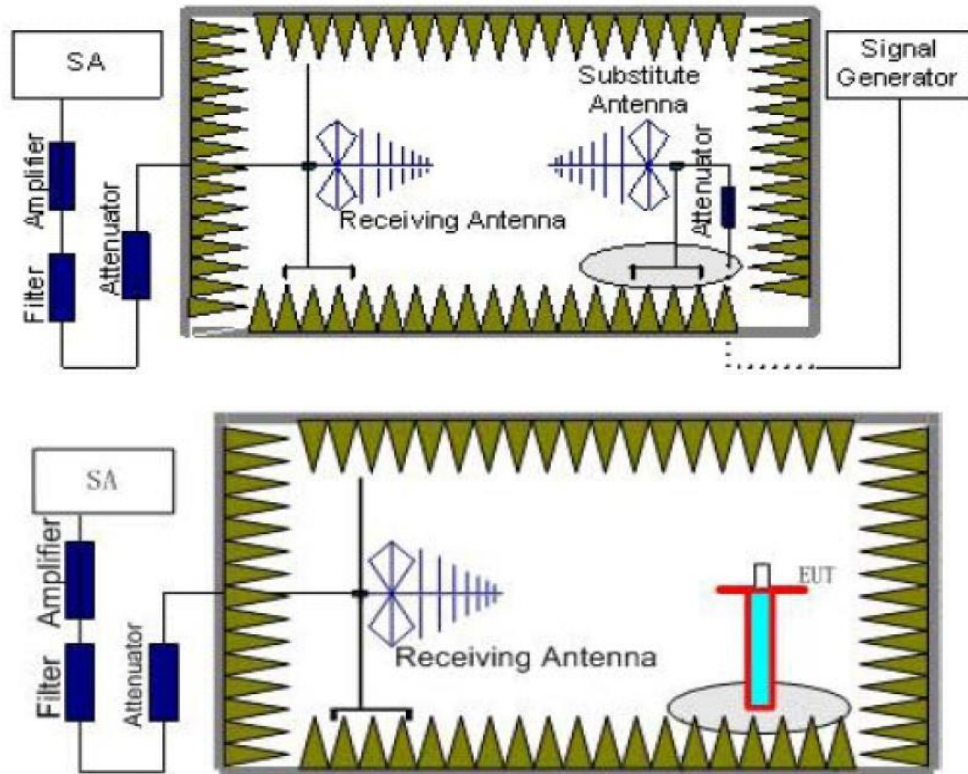 SA
Signal
Generator
Substitute
Antenna
Amplifier
Attenuator
Attenuator
Receiving Antenna
Filter
SA
Amplifier
EUT
Receiving Antenna
Filter
Attenuator